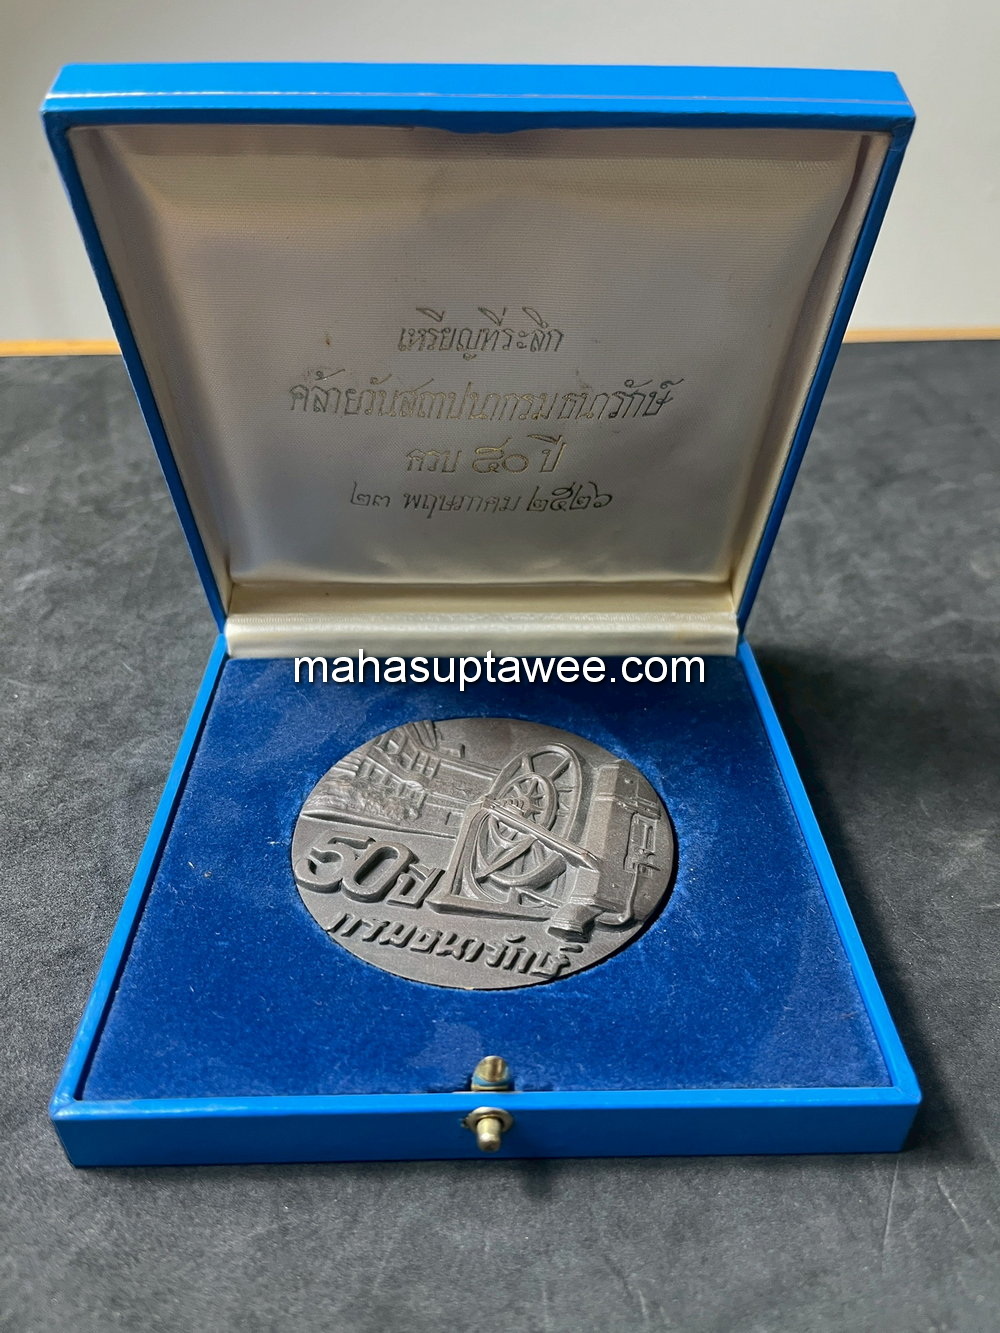 เหรียญที่ระลึก
คล้ายวันสถาปนากรมธนารักษ์
ครบ ๕๐ ปี
๒๓ พฤษภาคม ๒๕๒๖
mahasuptawee.com
50 ปี
กรมธนารักษ์